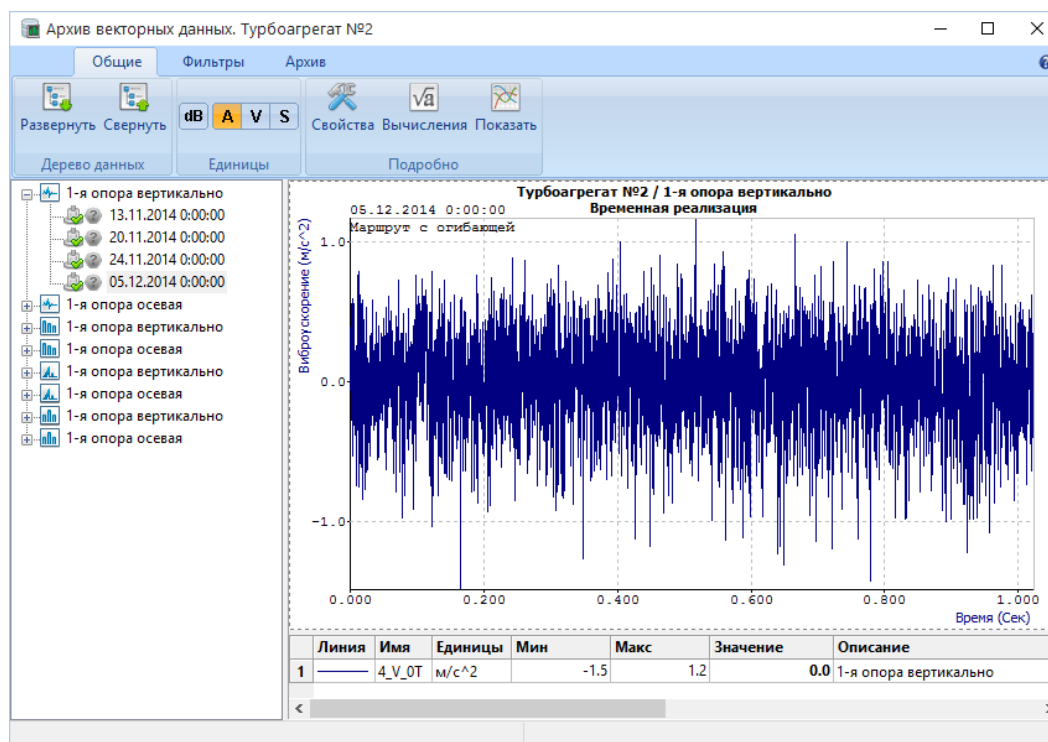 Архив векторных данных. Турбоагрегат №2
Общие Фильтры Архив
dB A V S √a
Развернуть Свернуть Свойства Вычисления Показать
Дерево данных Единицы Подробно
1-я опора вертикально
13.11.2014 0:00:00
20.11.2014 0:00:00
24.11.2014 0:00:00
05.12.2014 0:00:00
1-я опора осевая
1-я опора вертикально
1-я опора осевая
1-я опора вертикально
1-я опора осевая
1-я опора вертикально
1-я опора осевая
Турбоагрегат №2 / 1-я опора вертикально
05.12.2014 0:00:00 Временная реализация
Маршрут с огибающей
Виброускорение (м/с^2)
1.0
0.0
-1.0
0.000 0.200 0.400 0.600 0.800 1.000
Время (Сек)
Линия Имя Единицы Мин Макс Значение Описание
1 4_V_0T м/с^2 -1.5 1.2 0.0 1-я опора вертикально